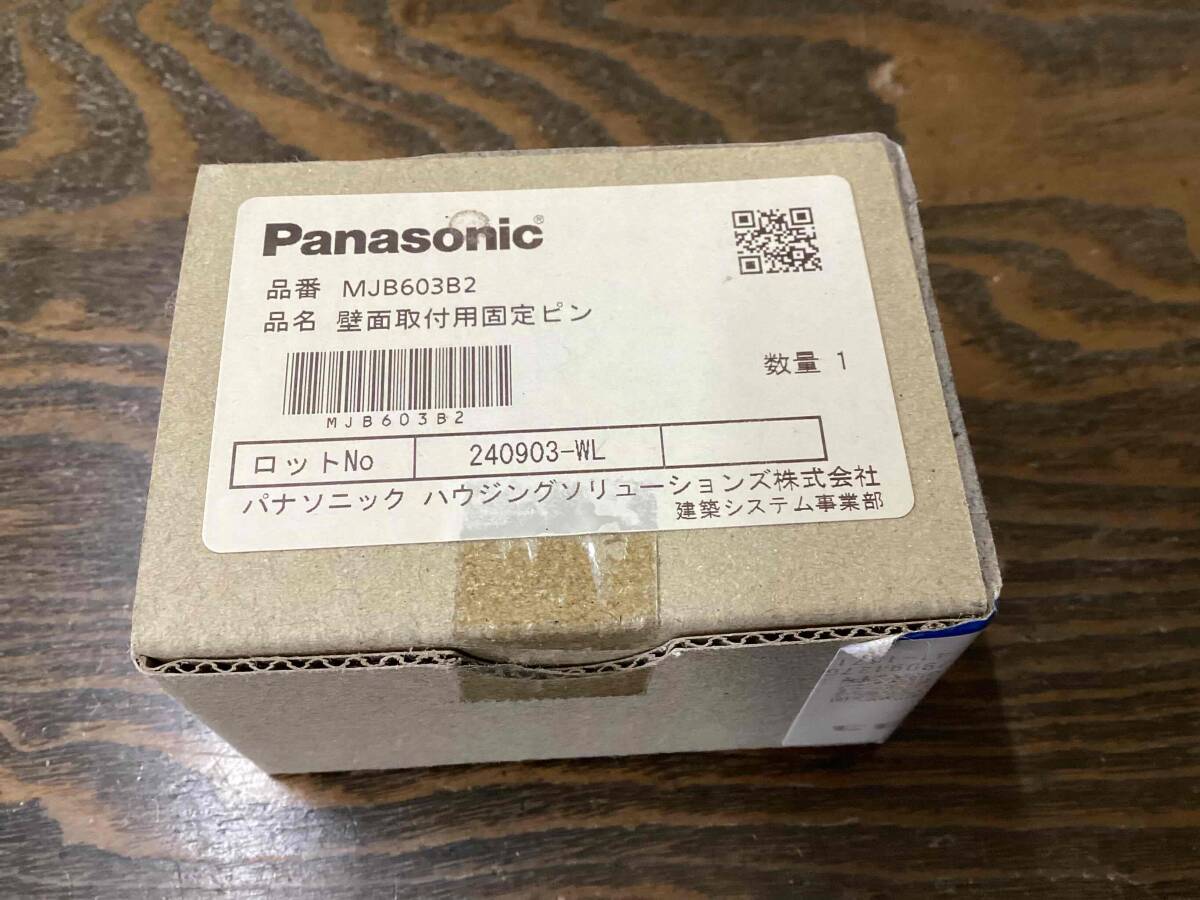 Panasonic®
品番 MJB603B2
品名 壁面取付用固定ピン
数量 1
MJB603B2
ロットNo 240903-WL
パナソニック ハウジングソリューションズ株式会社
建築システム事業部